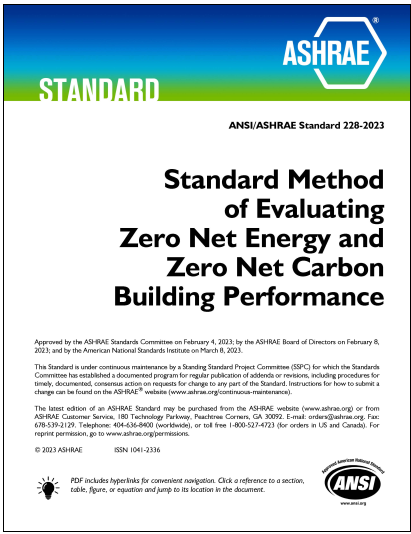 ASHRAE®
STANDARD
ANSI/ASHRAE Standard 228-2023
Standard Method
of Evaluating
Zero Net Energy and
Zero Net Carbon
Building Performance
Approved by the ASHRAE Standards Committee on February 4, 2023; by the ASHRAE Board of Directors on February 8,
2023; and by the American National Standards Institute on March 8, 2023.
This Standard is under continuous maintenance by a Standing Standard Project Committee (SSPC) for which the Standards
Committee has established a documented program for regular publication of addenda or revisions, including procedures for
timely, documented, consensus action on requests for change to any part of the Standard. Instructions for how to submit a
change can be found on the ASHRAE® website (www.ashrae.org/continuous-maintenance).
The latest edition of an ASHRAE Standard may be purchased from the ASHRAE website (www.ashrae.org) or from
ASHRAE Customer Service, 180 Technology Parkway, Peachtree Corners, GA 30092. E-mail: orders@ashrae.org. Fax:
678-539-2129. Telephone: 404-636-8400 (worldwide), or toll free 1-800-527-4723 (for orders in US and Canada). For
reprint permission, go to www.ashrae.org/permissions.
© 2023 ASHRAE ISSN 1041-2336
PDF includes hyperlinks for convenient navigation. Click a reference to a section,
table, figure, or equation and jump to its location in the document.
Approved American National Standard
ANSI
www.ansi.org